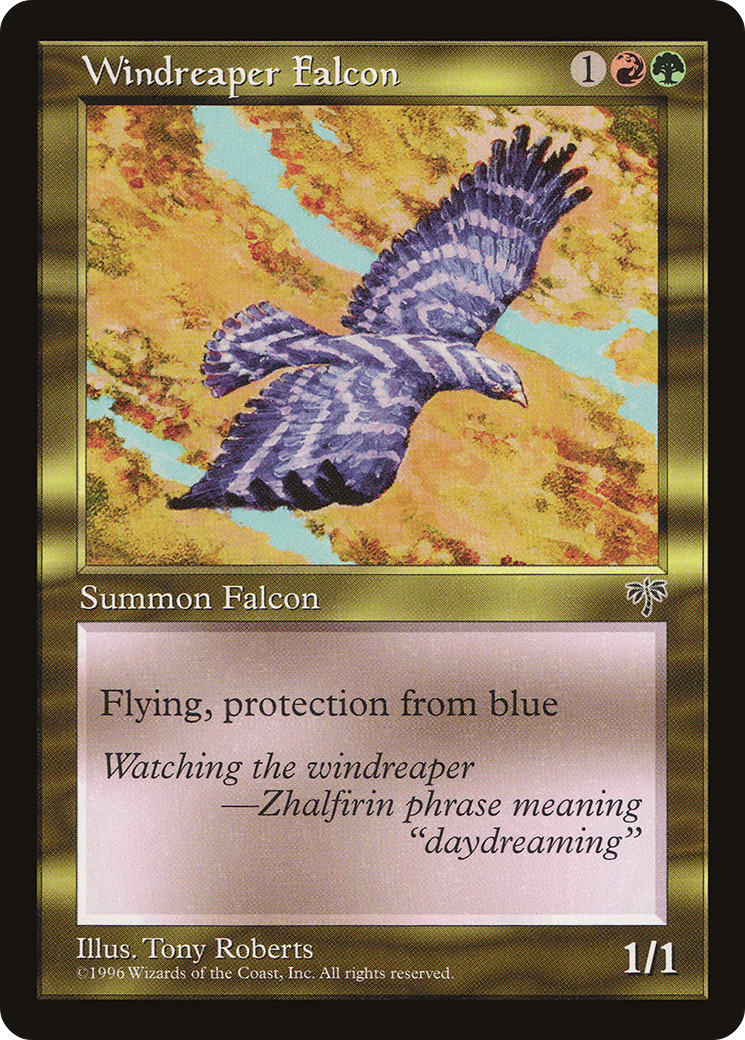 Windreaper Falcon 1
Summon Falcon
Flying, protection from blue
Watching the windreaper
—Zhalfirin phrase meaning
“daydreaming”
Illus. Tony Roberts
©1996 Wizards of the Coast, Inc. All rights reserved.
1/1